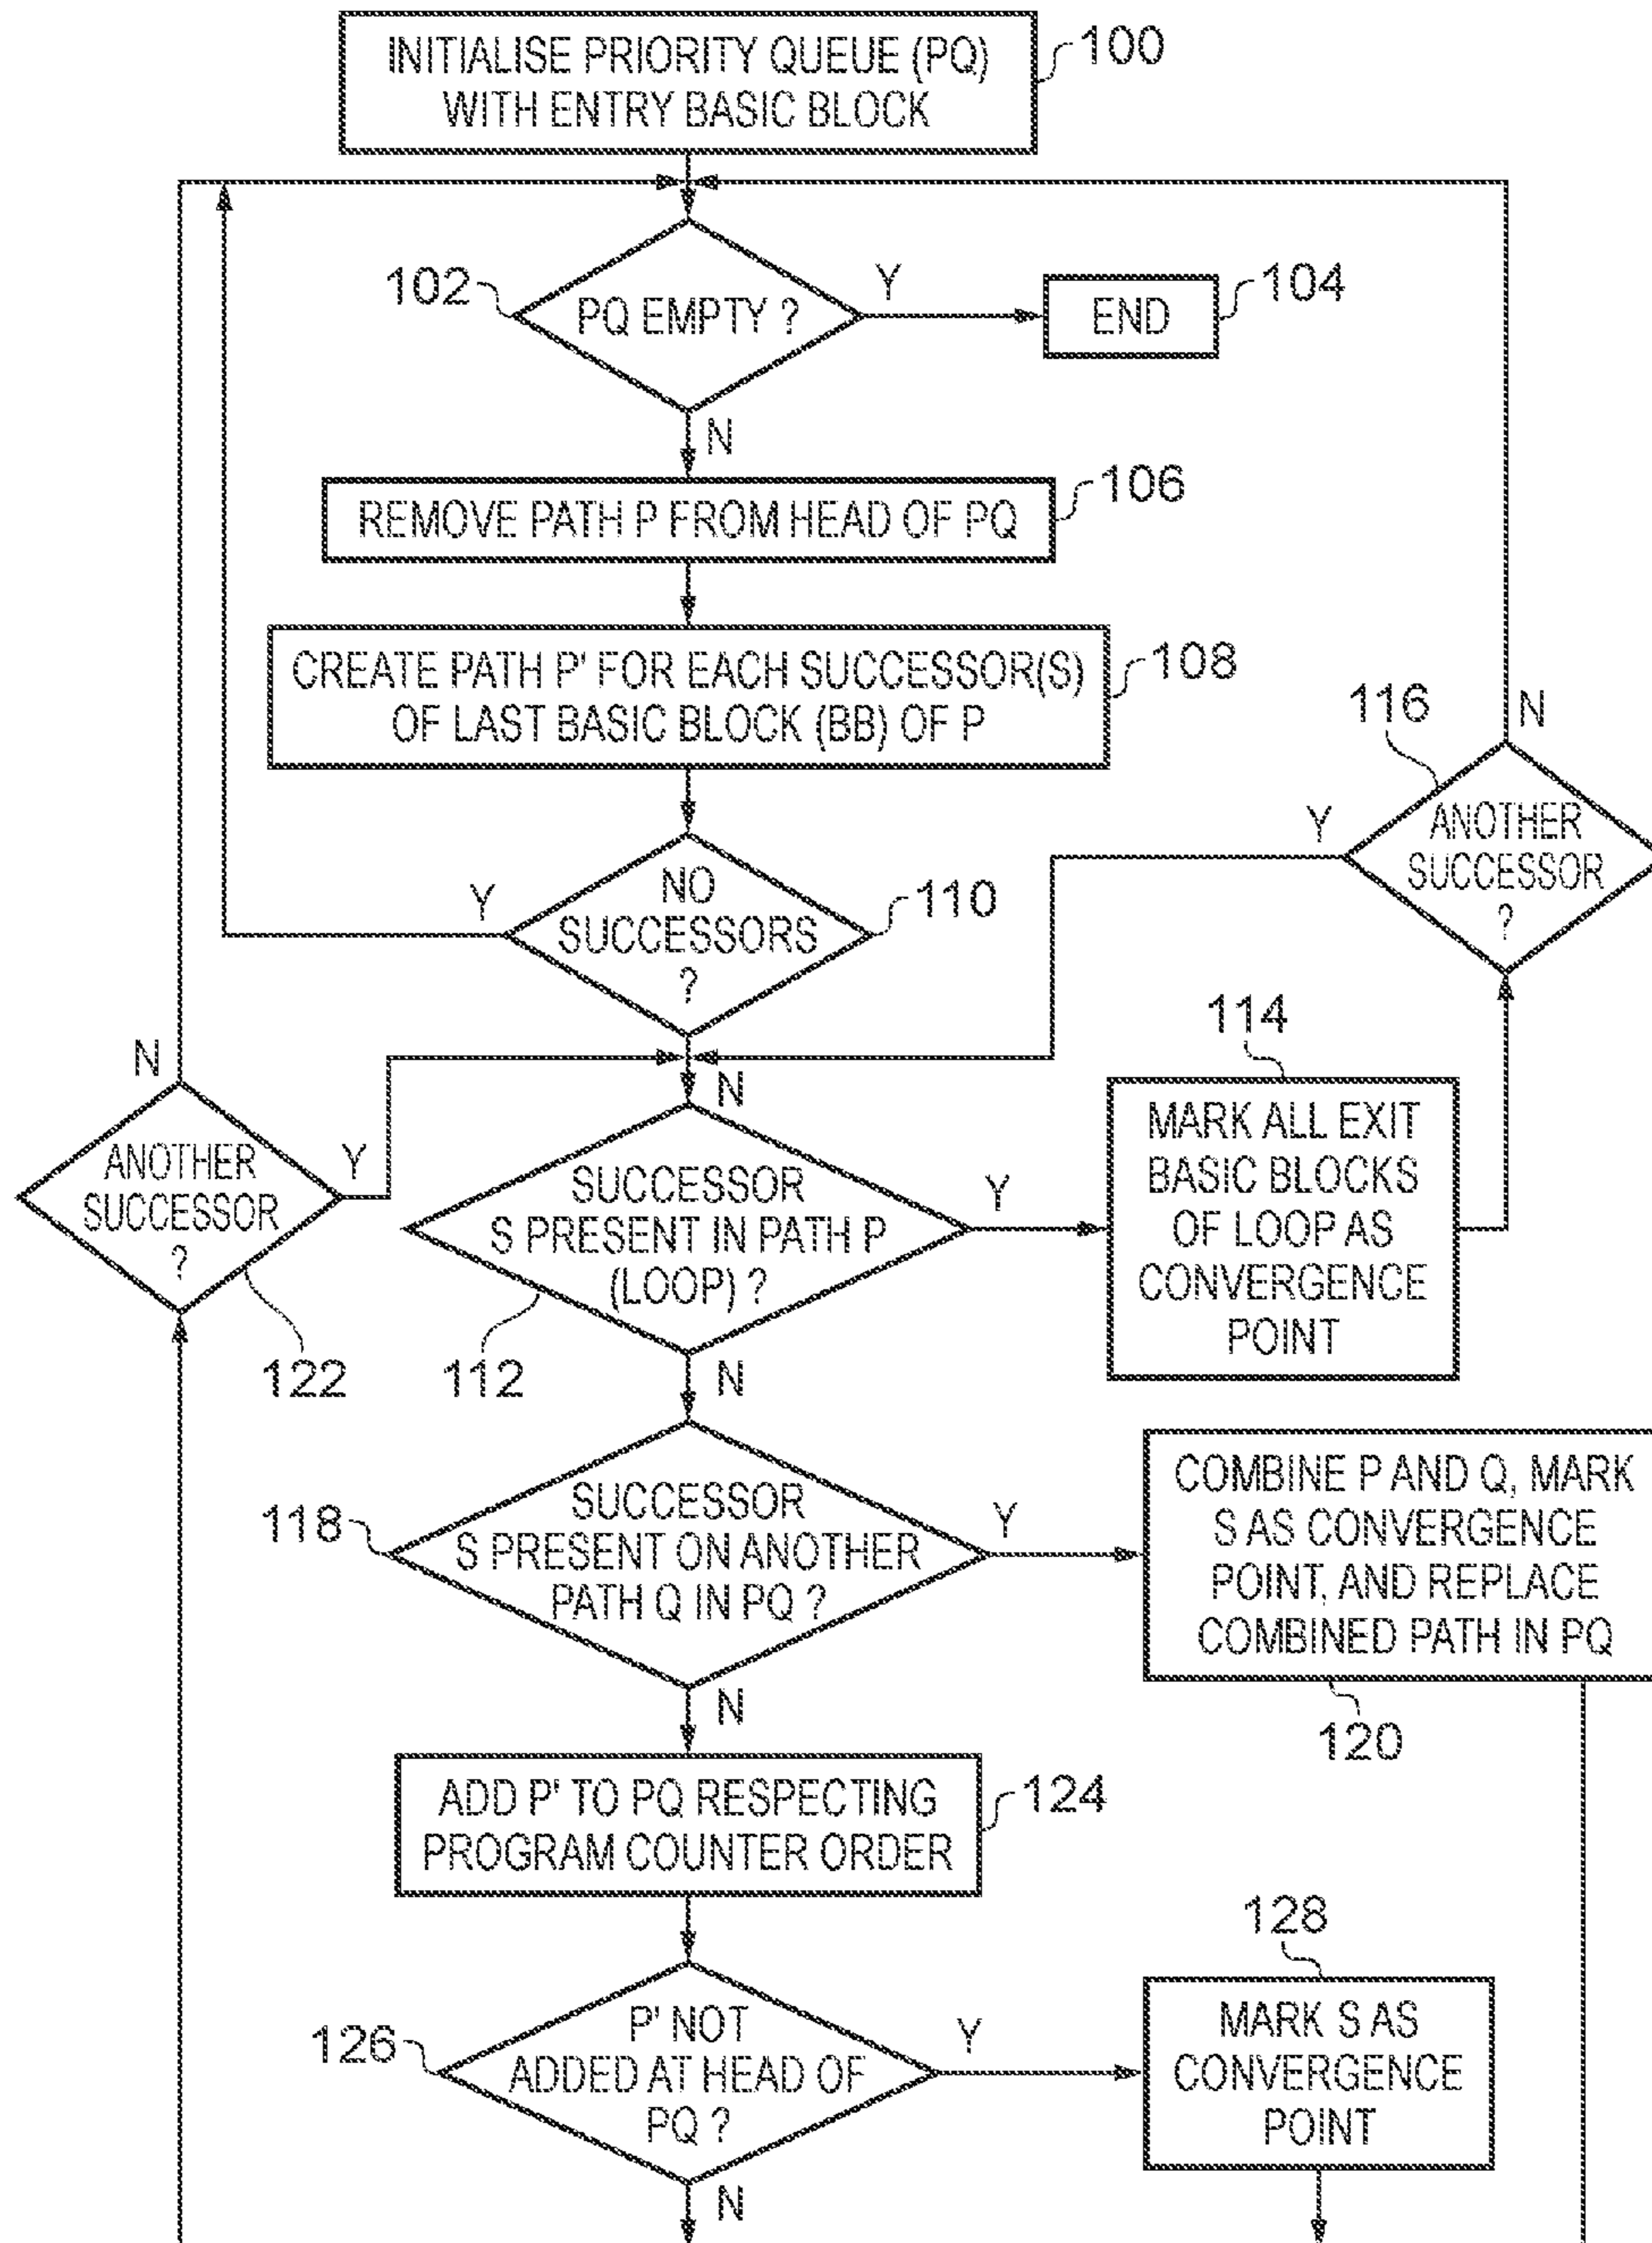 INITIALISE PRIORITY QUEUE (PQ)
WITH ENTRY BASIC BLOCK
100
PQ EMPTY ?
102
Y
END
104
N
REMOVE PATH P FROM HEAD OF PQ
106
CREATE PATH P' FOR EACH SUCCESSOR(S)
OF LAST BASIC BLOCK (BB) OF P
108
116
N
Y
ANOTHER
SUCCESSOR
?
Y
NO
SUCCESSORS
?
110
N
114
MARK ALL EXIT
BASIC BLOCKS
OF LOOP AS
CONVERGENCE
POINT
N
ANOTHER
SUCCESSOR
?
Y
122
SUCCESSOR
S PRESENT IN PATH P
(LOOP) ?
Y
112
N
SUCCESSOR
S PRESENT ON ANOTHER
PATH Q IN PQ ?
118
Y
COMBINE P AND Q, MARK
S AS CONVERGENCE
POINT, AND REPLACE
COMBINED PATH IN PQ
120
N
ADD P' TO PQ RESPECTING
PROGRAM COUNTER ORDER
124
128
P' NOT
ADDED AT HEAD OF
PQ ?
126
Y
MARK S AS
CONVERGENCE
POINT
N